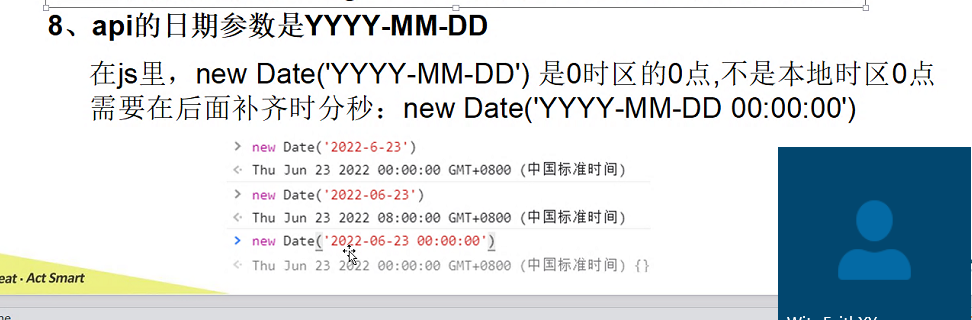 8、api的日期参数是YYYY-MM-DD
在js里，new Date('YYYY-MM-DD') 是0时区的0点,不是本地时区0点
需要在后面补齐时分秒：new Date('YYYY-MM-DD 00:00:00')
> new Date('2022-6-23')
<· Thu Jun 23 2022 00:00:00 GMT+0800 (中国标准时间)
> new Date('2022-06-23')
<· Thu Jun 23 2022 08:00:00 GMT+0800 (中国标准时间)
> new Date('2022-06-23 00:00:00')
<· Thu Jun 23 2022 00:00:00 GMT+0800 (中国标准时间) {}
eat · Act Smart